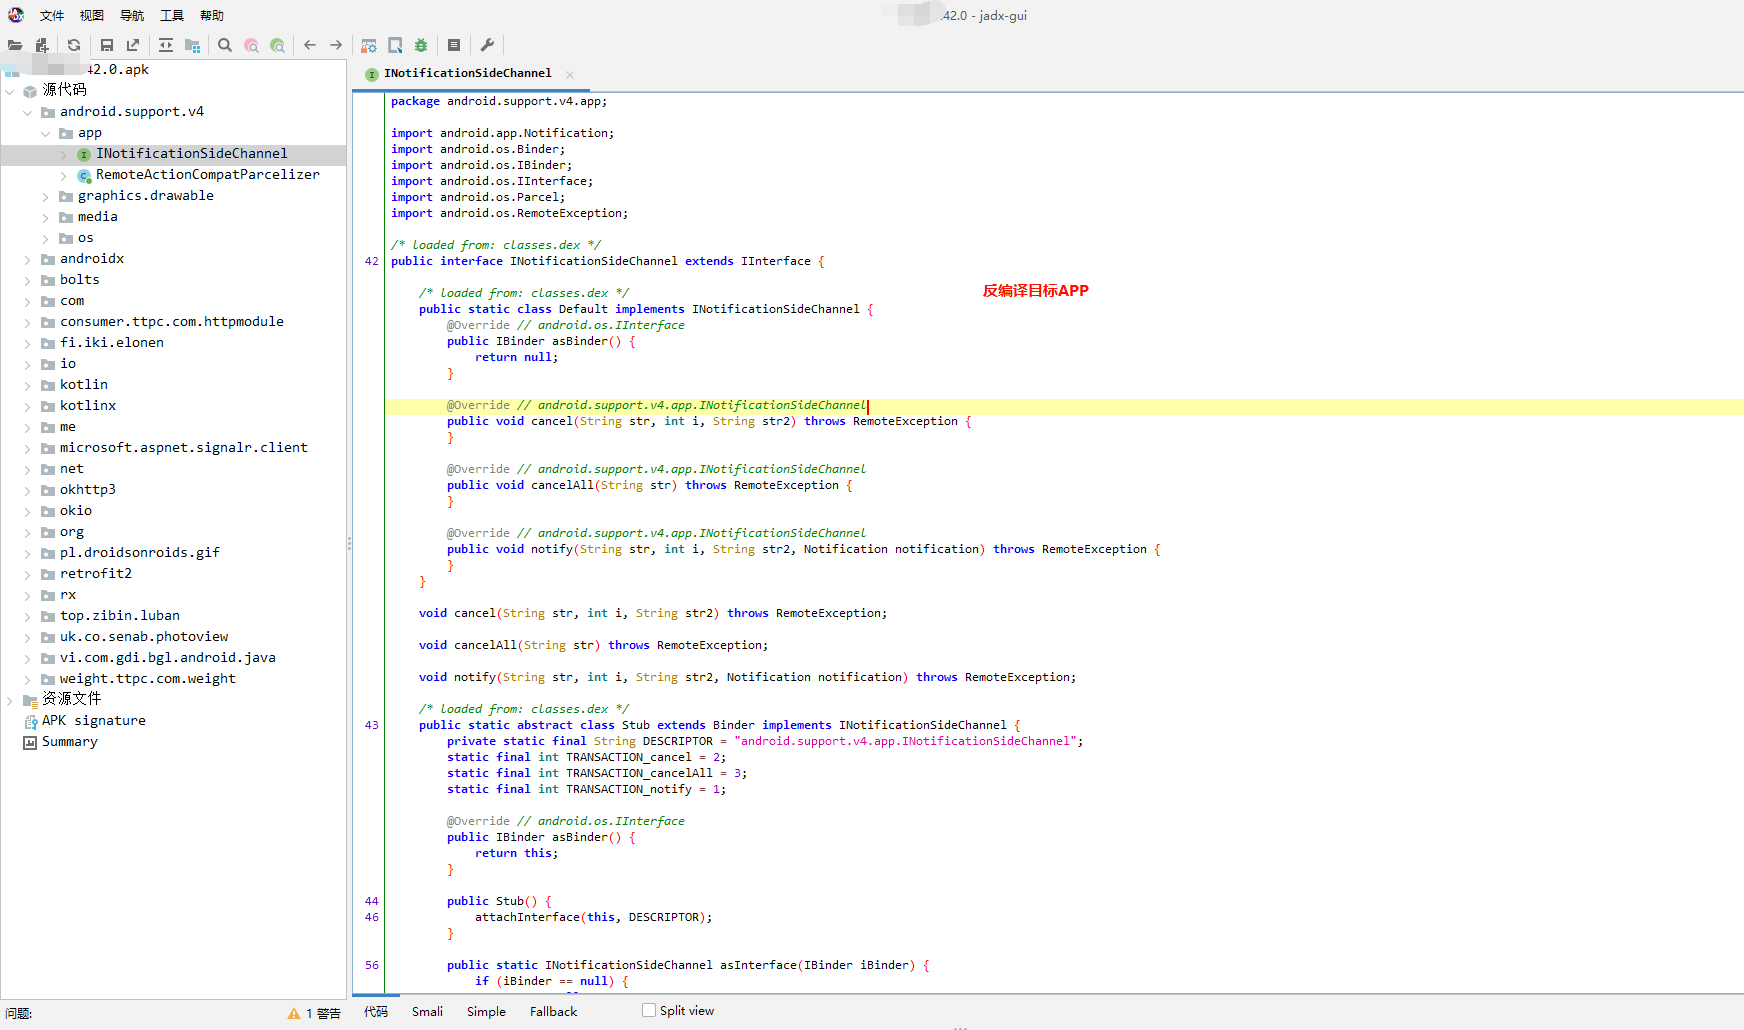 文件 视图 导航 工具 帮助
.42.0 - jadx-gui
42.0.apk
源代码
android.support.v4
app
INotificationSideChannel
RemoteActionCompatParcelizer
graphics.drawable
media
os
androidx
bolts
com
consumer.ttpc.com.httpmodule
fi.iki.elonen
io
kotlin
kotlinx
me
microsoft.aspnet.signalr.client
net
okhttp3
okio
org
pl.droidsonroids.gif
retrofit2
rx
top.zibin.luban
uk.co.senab.photoview
vi.com.gdi.bgl.android.java
weight.ttpc.com.weight
资源文件
APK signature
Summary
问题:
1 警告
INotificationSideChannel
package android.support.v4.app;
import android.app.Notification;
import android.os.Binder;
import android.os.IBinder;
import android.os.IInterface;
import android.os.Parcel;
import android.os.RemoteException;
/* loaded from: classes.dex */
42 public interface INotificationSideChannel extends IInterface {
/* loaded from: classes.dex */
反编译目标APP
public static class Default implements INotificationSideChannel {
@Override // android.os.IInterface
public IBinder asBinder() {
return null;
}
@Override // android.support.v4.app.INotificationSideChannel
public void cancel(String str, int i, String str2) throws RemoteException {
}
@Override // android.support.v4.app.INotificationSideChannel
public void cancelAll(String str) throws RemoteException {
}
@Override // android.support.v4.app.INotificationSideChannel
public void notify(String str, int i, String str2, Notification notification) throws RemoteException {
}
}
void cancel(String str, int i, String str2) throws RemoteException;
void cancelAll(String str) throws RemoteException;
void notify(String str, int i, String str2, Notification notification) throws RemoteException;
/* loaded from: classes.dex */
43 public static abstract class Stub extends Binder implements INotificationSideChannel {
private static final String DESCRIPTOR = "android.support.v4.app.INotificationSideChannel";
static final int TRANSACTION_cancel = 2;
static final int TRANSACTION_cancelAll = 3;
static final int TRANSACTION_notify = 1;
@Override // android.os.IInterface
public IBinder asBinder() {
return this;
}
44 public Stub() {
46 attachInterface(this, DESCRIPTOR);
}
56 public static INotificationSideChannel asInterface(IBinder iBinder) {
if (iBinder == null) {
代码 Smali Simple Fallback Split view